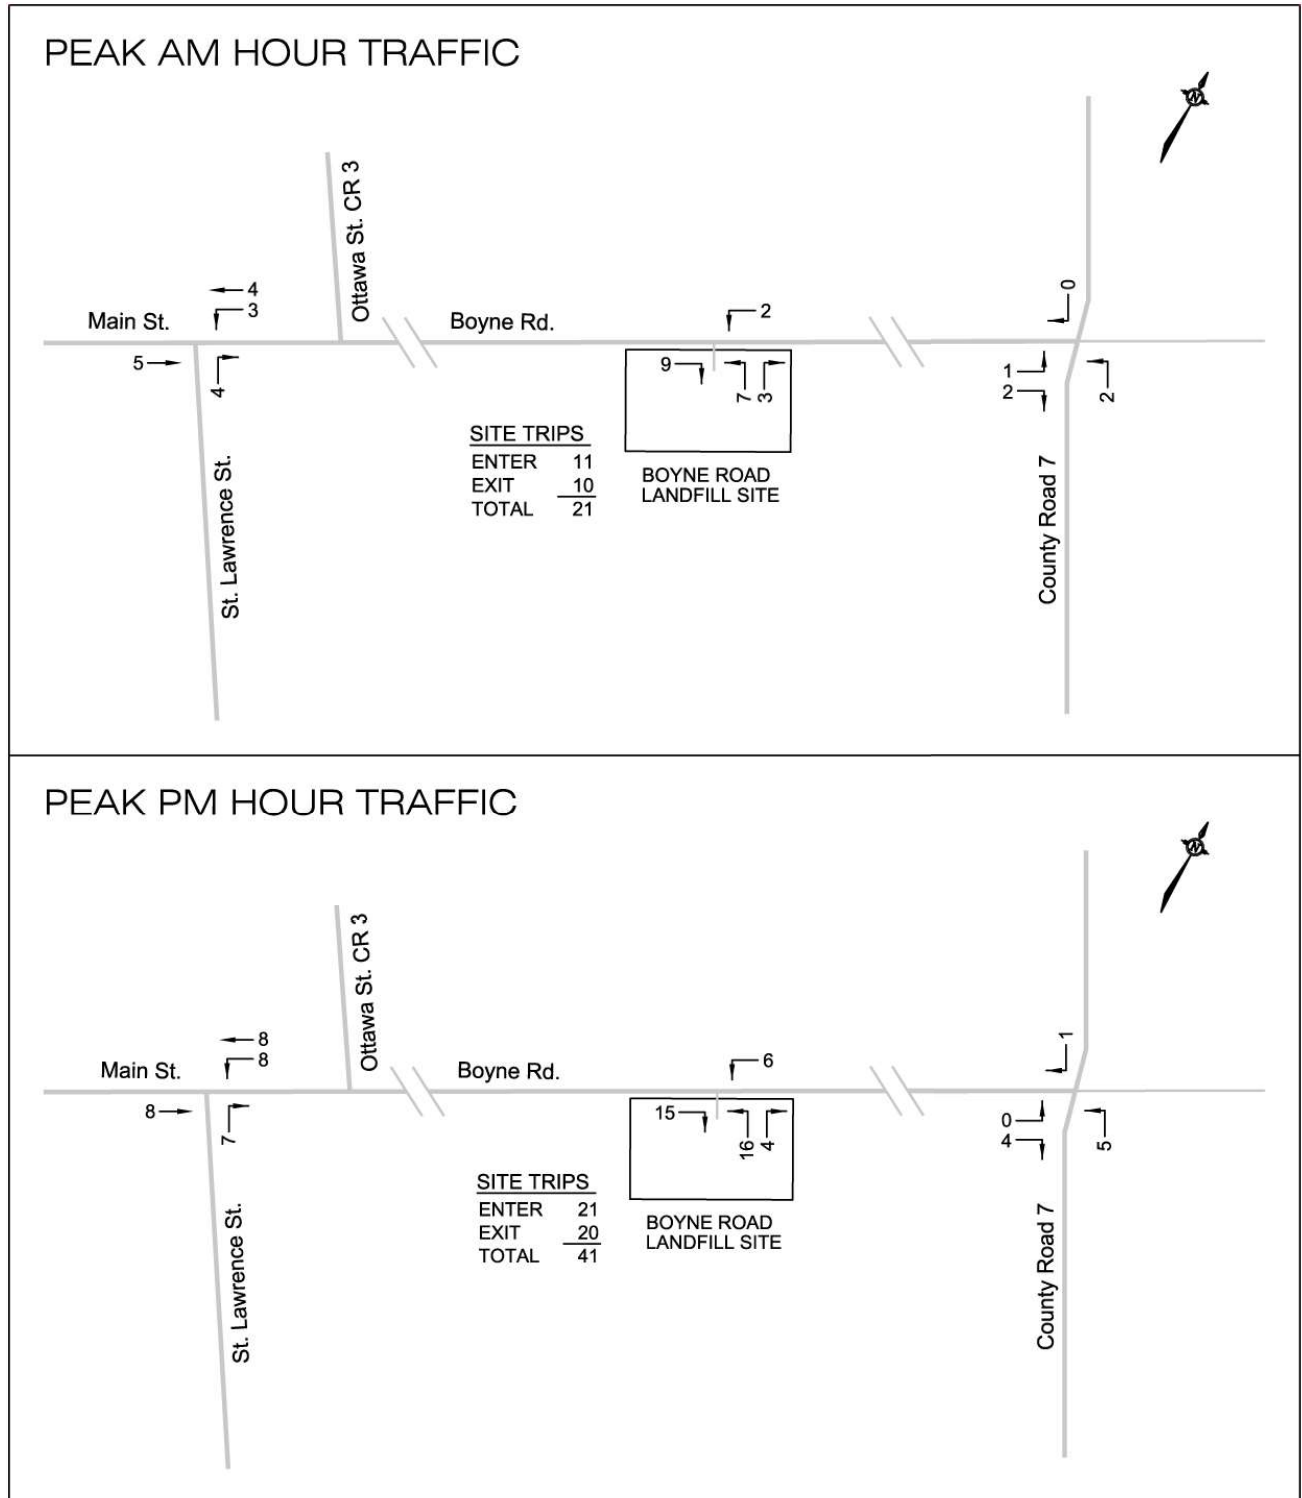 PEAK AM HOUR TRAFFIC
N
Ottawa St. CR 3
4
3
Main St.
Boyne Rd.
2
0
5
4
9
7
3
1
2
2
SITE TRIPS
ENTER 11
EXIT 10
TOTAL 21
BOYNE ROAD
LANDFILL SITE
St. Lawrence St.
County Road 7
PEAK PM HOUR TRAFFIC
N
Ottawa St. CR 3
8
8
Main St.
Boyne Rd.
6
1
8
7
15
16
4
0
4
5
SITE TRIPS
ENTER 21
EXIT 20
TOTAL 41
BOYNE ROAD
LANDFILL SITE
St. Lawrence St.
County Road 7